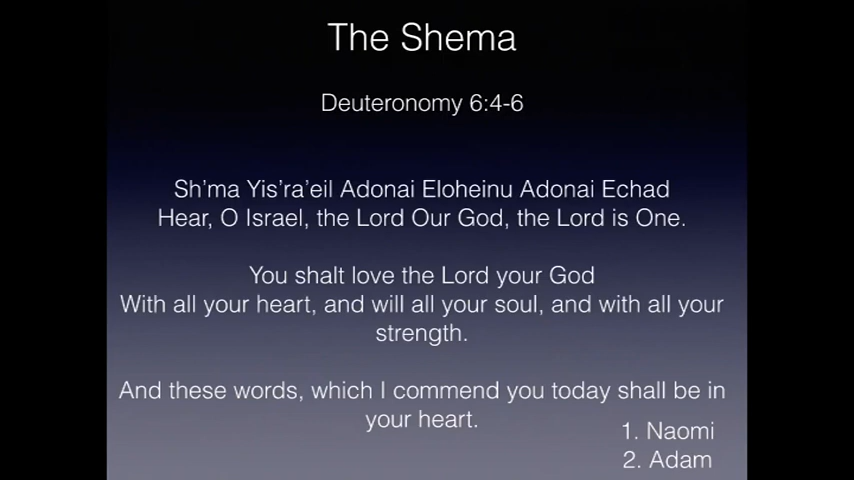 The Shema
Deuteronomy 6:4-6
Sh'ma Yis'ra'eil Adonai Eloheinu Adonai Echad
Hear, O Israel, the Lord Our God, the Lord is One.
You shalt love the Lord your God
With all your heart, and will all your soul, and with all your
strength.
And these words, which I commend you today shall be in
your heart.
1. Naomi
2. Adam